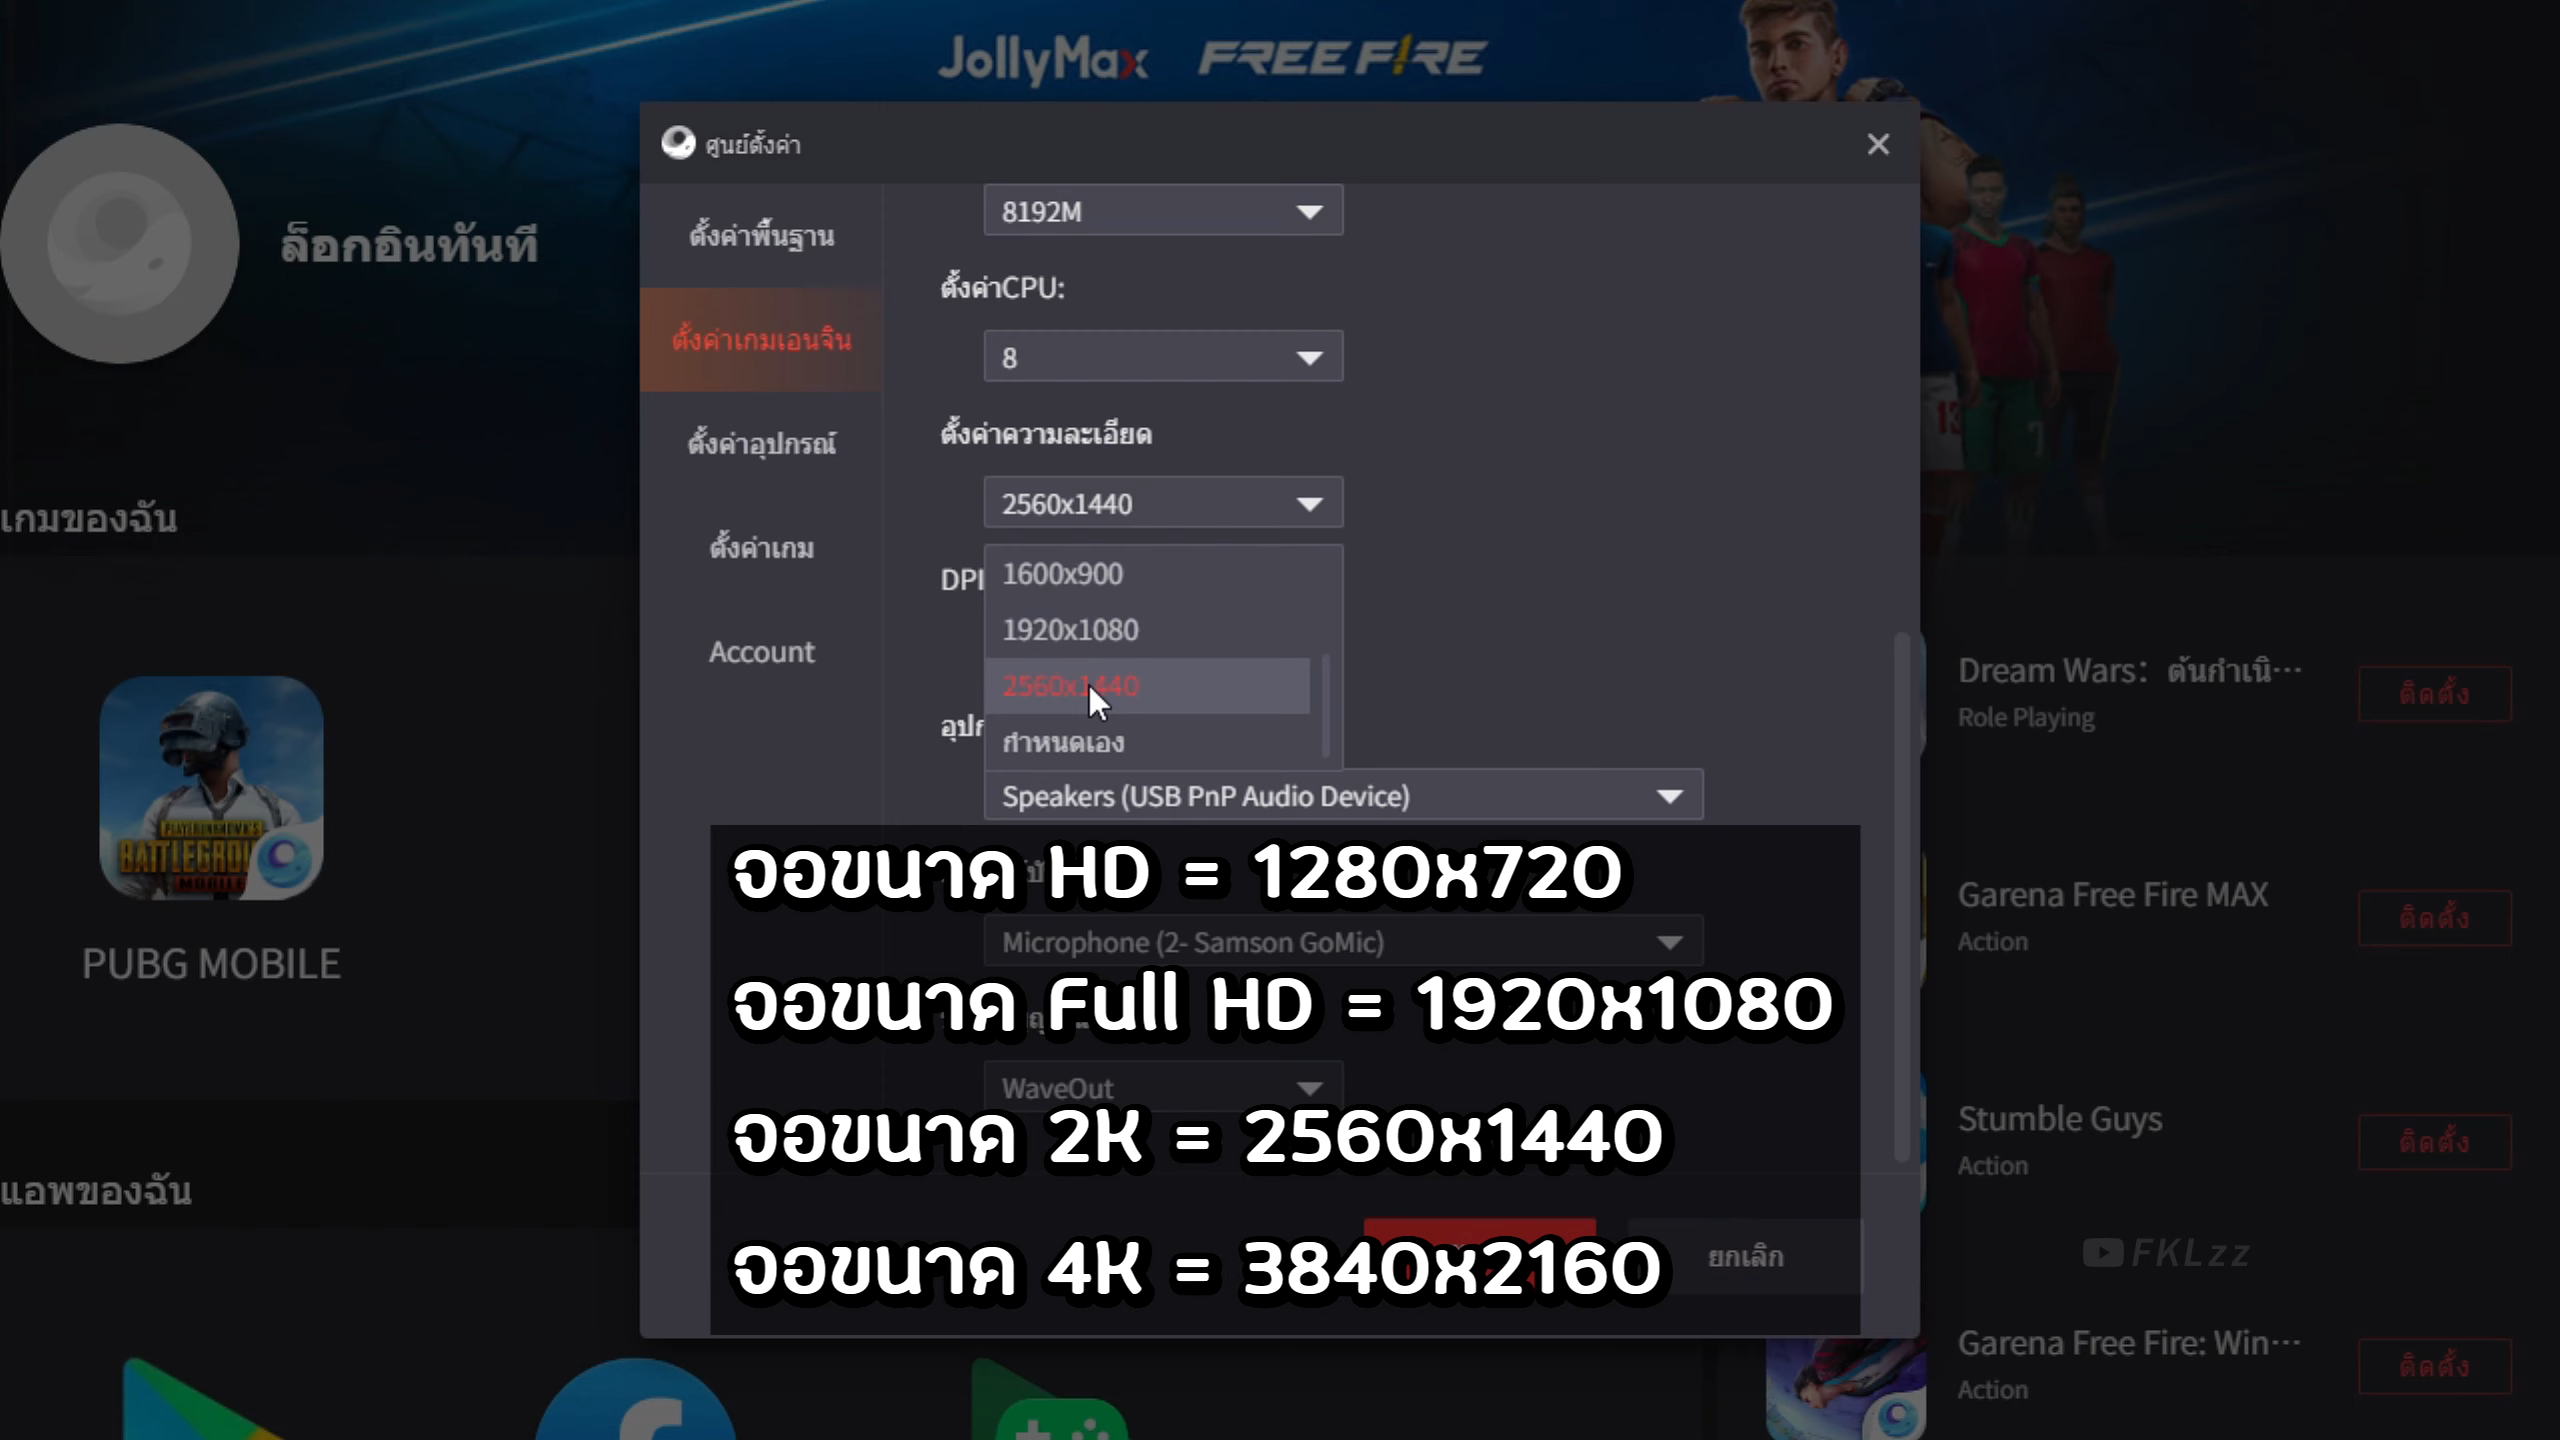 JollyMax FREE FIRE
ศูนย์ตั้งค่า
ล็อกอินทันที
เกมของฉัน
PUBG MOBILE
แอพของฉัน
ตั้งค่าพื้นฐาน
ตั้งค่าเกมเอนจิน
ตั้งค่าอุปกรณ์
ตั้งค่าเกม
Account
8192M
ตั้งค่าCPU:
8
ตั้งค่าความละเอียด
2560x1440
DPI
1600x900
1920x1080
2560x1440
กำหนดเอง
Speakers (USB PnP Audio Device)
จอขนาด HD = 1280x720
Microphone (2- Samson GoMic)
จอขนาด Full HD = 1920x1080
WaveOut
จอขนาด 2K = 2560x1440
จอขนาด 4K = 3840x2160
ยกเลิก
Dream Wars: ต้นกำเนิ...
Role Playing
ติดตั้ง
Garena Free Fire MAX
Action
ติดตั้ง
Stumble Guys
Action
ติดตั้ง
FKLzz
Garena Free Fire: Win...
Action
ติดตั้ง